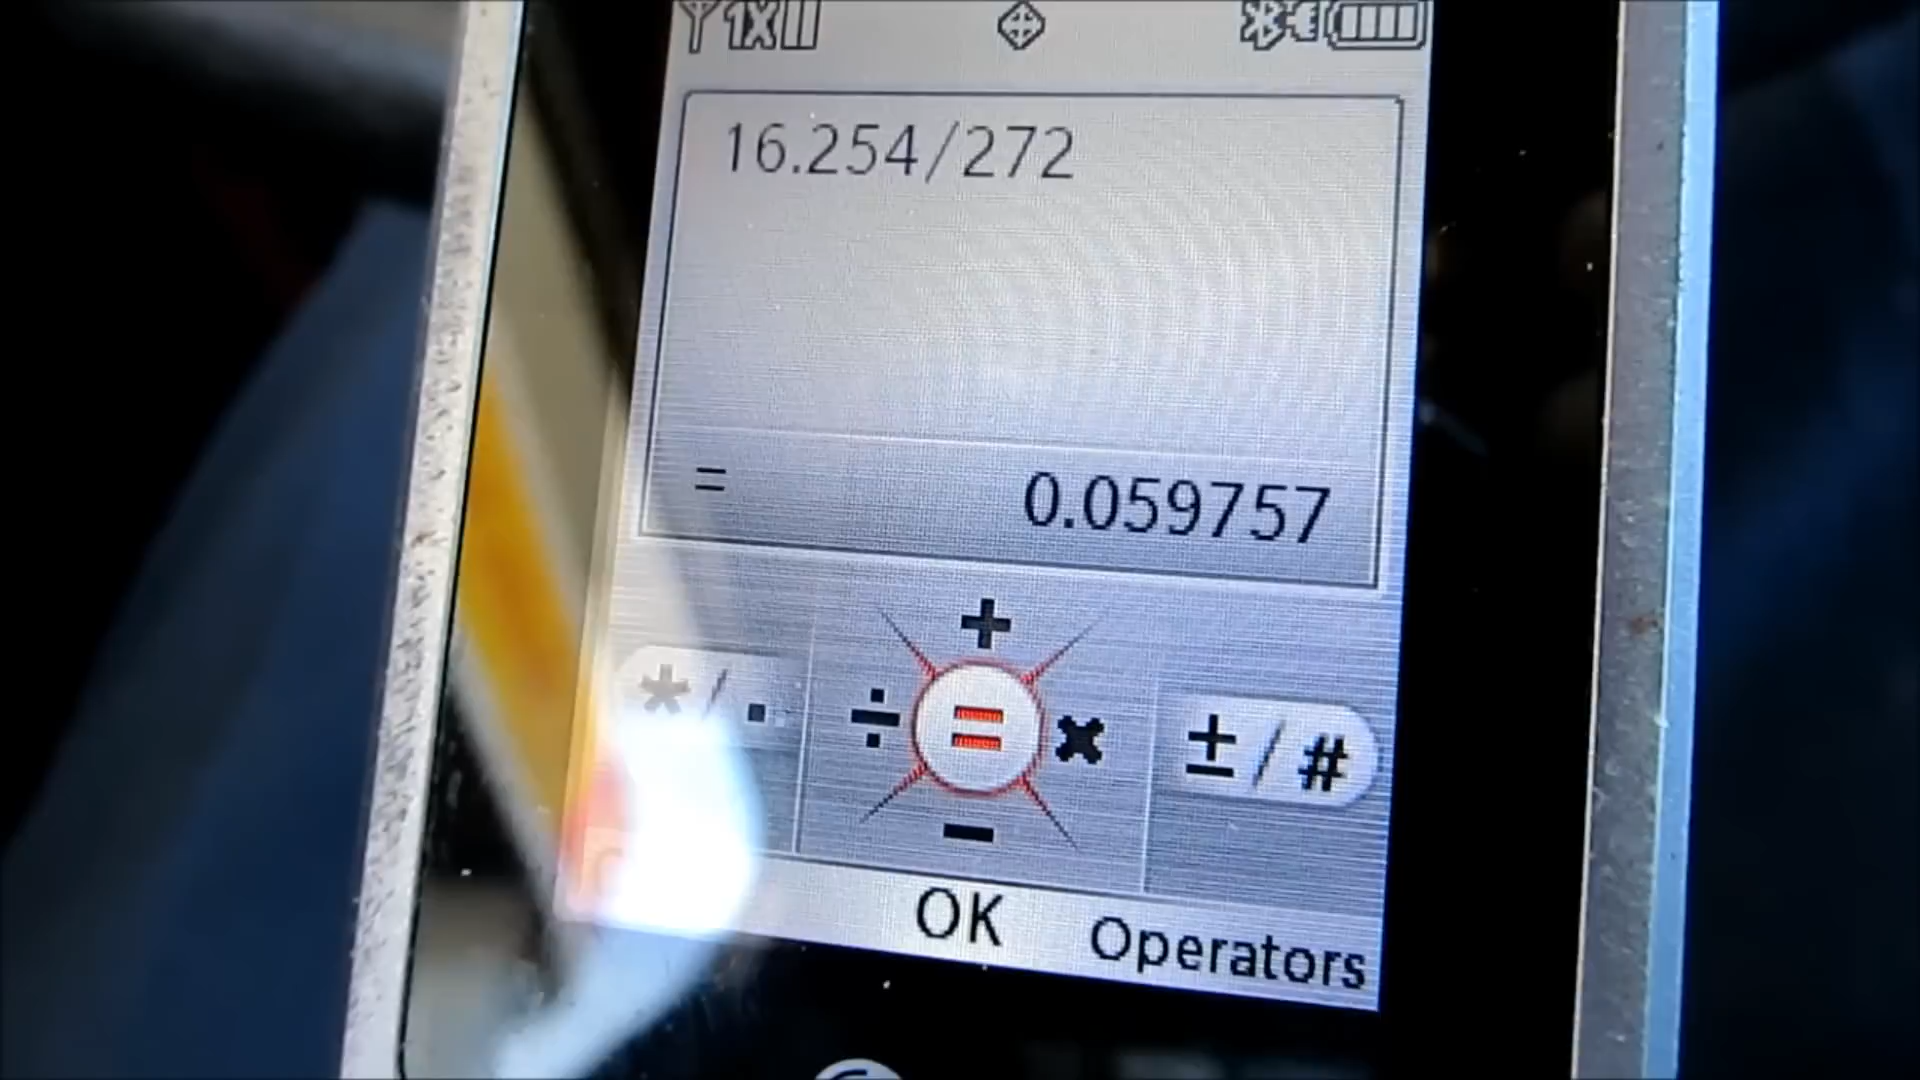 1X
16.254/272
= 0.059757
+
*/. ÷ = × ±/#
-
OK Operators